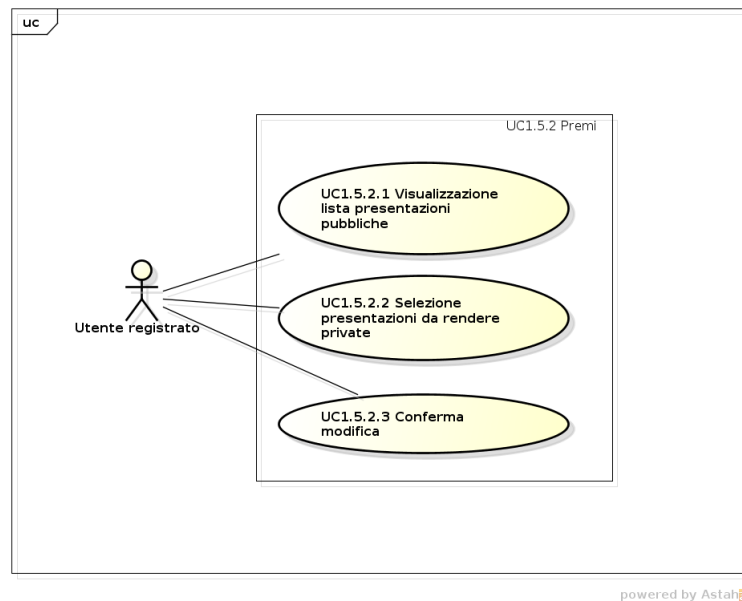 uc
UC1.5.2 Premi
UC1.5.2.1 Visualizzazione
lista presentazioni
pubbliche
UC1.5.2.2 Selezione
presentazioni da rendere
private
Utente registrato
UC1.5.2.3 Conferma
modifica
powered by Astah